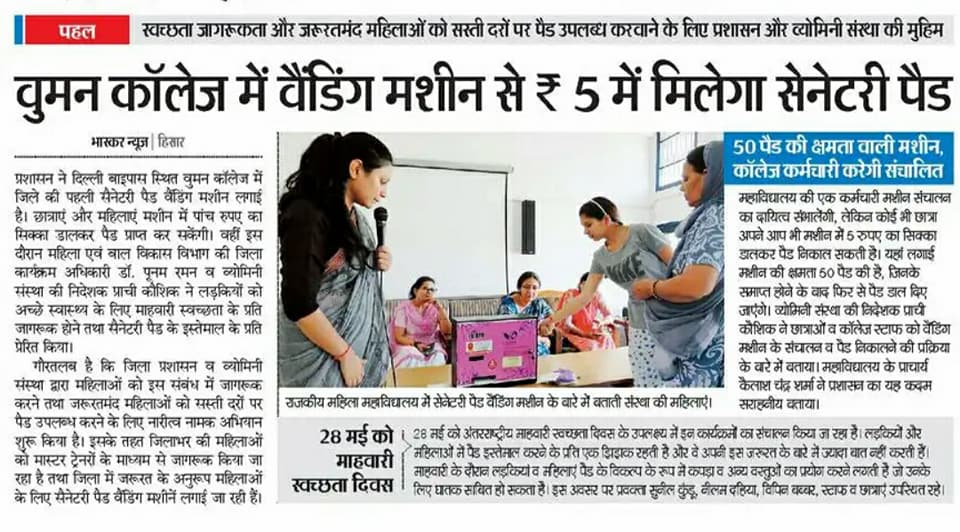 पहल
स्वच्छता जागरूकता और जरूरतमंद महिलाओं को सस्ती दरों पर पैड उपलब्ध करवाने के लिए प्रशासन और व्योमिनी संस्था की मुहिम
वुमन कॉलेज में वैंडिंग मशीन से ₹ 5 में मिलेगा सेनेटरी पैड
भास्कर न्यूज | हिसार
प्रशासन ने दिल्ली बाइपास स्थित वुमन कॉलेज में
जिले की पहली सैनेटरी पैड वैंडिंग मशीन लगाई
है। छात्राएं और महिलाएं मशीन में पांच रुपए का
सिक्का डालकर पैड प्राप्त कर सकेंगी। वहीं इस
दौरान महिला एवं बाल विकास विभाग की जिला
कार्यक्रम अधिकारी डॉ. पूनम रमन व व्योमिनी
संस्था की निदेशक प्राची कौशिक ने लड़कियों को
अच्छे स्वास्थ्य के लिए माहवारी स्वच्छता के प्रति
जागरूक होने तथा सैनेटरी पैड के इस्तेमाल के प्रति
प्रेरित किया।
गौरतलब है कि जिला प्रशासन व व्योमिनी
संस्था द्वारा महिलाओं को इस संबंध में जागरूक
करने तथा जरूरतमंद महिलाओं को सस्ती दरों पर
पैड उपलब्ध करने के लिए नारीत्व नामक अभियान
शुरू किया है। इसके तहत जिलाभर की महिलाओं
को मास्टर ट्रेनरों के माध्यम से जागरूक किया जा
रहा है तथा जिला में जरूरत के अनुरूप महिलाओं
के लिए सैनेटरी पैड वैंडिंग मशीनें लगाई जा रही हैं।
राजकीय महिला महाविद्यालय में सेनेटरी पैड वैंडिंग मशीन के बारे में बताती संस्था की महिलाएं।
50 पैड की क्षमता वाली मशीन,
कॉलेज कर्मचारी करेगी संचालित
महाविद्यालय की एक कर्मचारी मशीन संचालन
का दायित्व संभालेंगी, लेकिन कोई भी छात्रा
अपने आप भी मशीन में 5 रुपए का सिक्का
डालकर पैड निकाल सकती है। यहां लगाई
मशीन की क्षमता 50 पैड की है, जिनके
समाप्त होने के बाद फिर से पैड डाल दिए
जाएंगे। व्योमिनी संस्था की निदेशक प्राची
कौशिक ने छात्राओं व कॉलेज स्टाफ को वैंडिंग
मशीन के संचालन व पैड निकालने की प्रक्रिया
के बारे में बताया। महाविद्यालय के प्राचार्य
कैलाश चंद्र शर्मा ने प्रशासन का यह कदम
सराहनीय बताया।
28 मई को
माहवारी
स्वच्छता दिवस
28 मई को अंतरराष्ट्रीय माहवारी स्वच्छता दिवस के उपलक्ष्य में इन कार्यक्रमों का संचालन किया जा रहा है। लड़कियों और
महिलाओं में पैड इस्तेमाल करने के प्रति एक झिझक रहती है और वे अपनी इस जरूरत के बारे में ज्यादा बात नहीं करती हैं।
माहवारी के दौरान लड़कियां व महिलाएं पैड के विकल्प के रूप में कपड़ा व अन्य वस्तुओं का प्रयोग करने लगती है जो उनके
लिए घातक साबित हो सकता है। इस अवसर पर प्रवक्ता सुनील कुंडू, नीलम दहिया, विपिन बब्बर, स्टाफ व छात्राएं उपस्थित रहे।